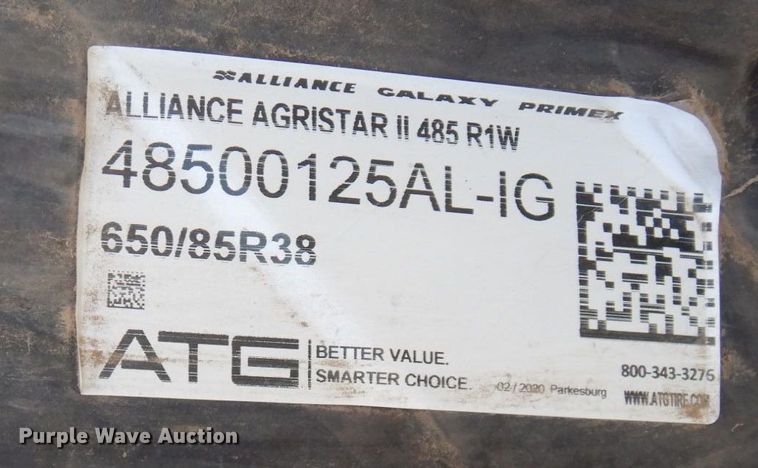 ALLIANCE GALAXY PRIMEX
ALLIANCE AGRISTAR II 485 R1W
48500125AL-IG
650/85R38
ATG
BETTER VALUE.
SMARTER CHOICE.
02 / 2020 Parkesburg
800-343-3276
WWW.ATGTIRE.COM
Purple Wave Auction